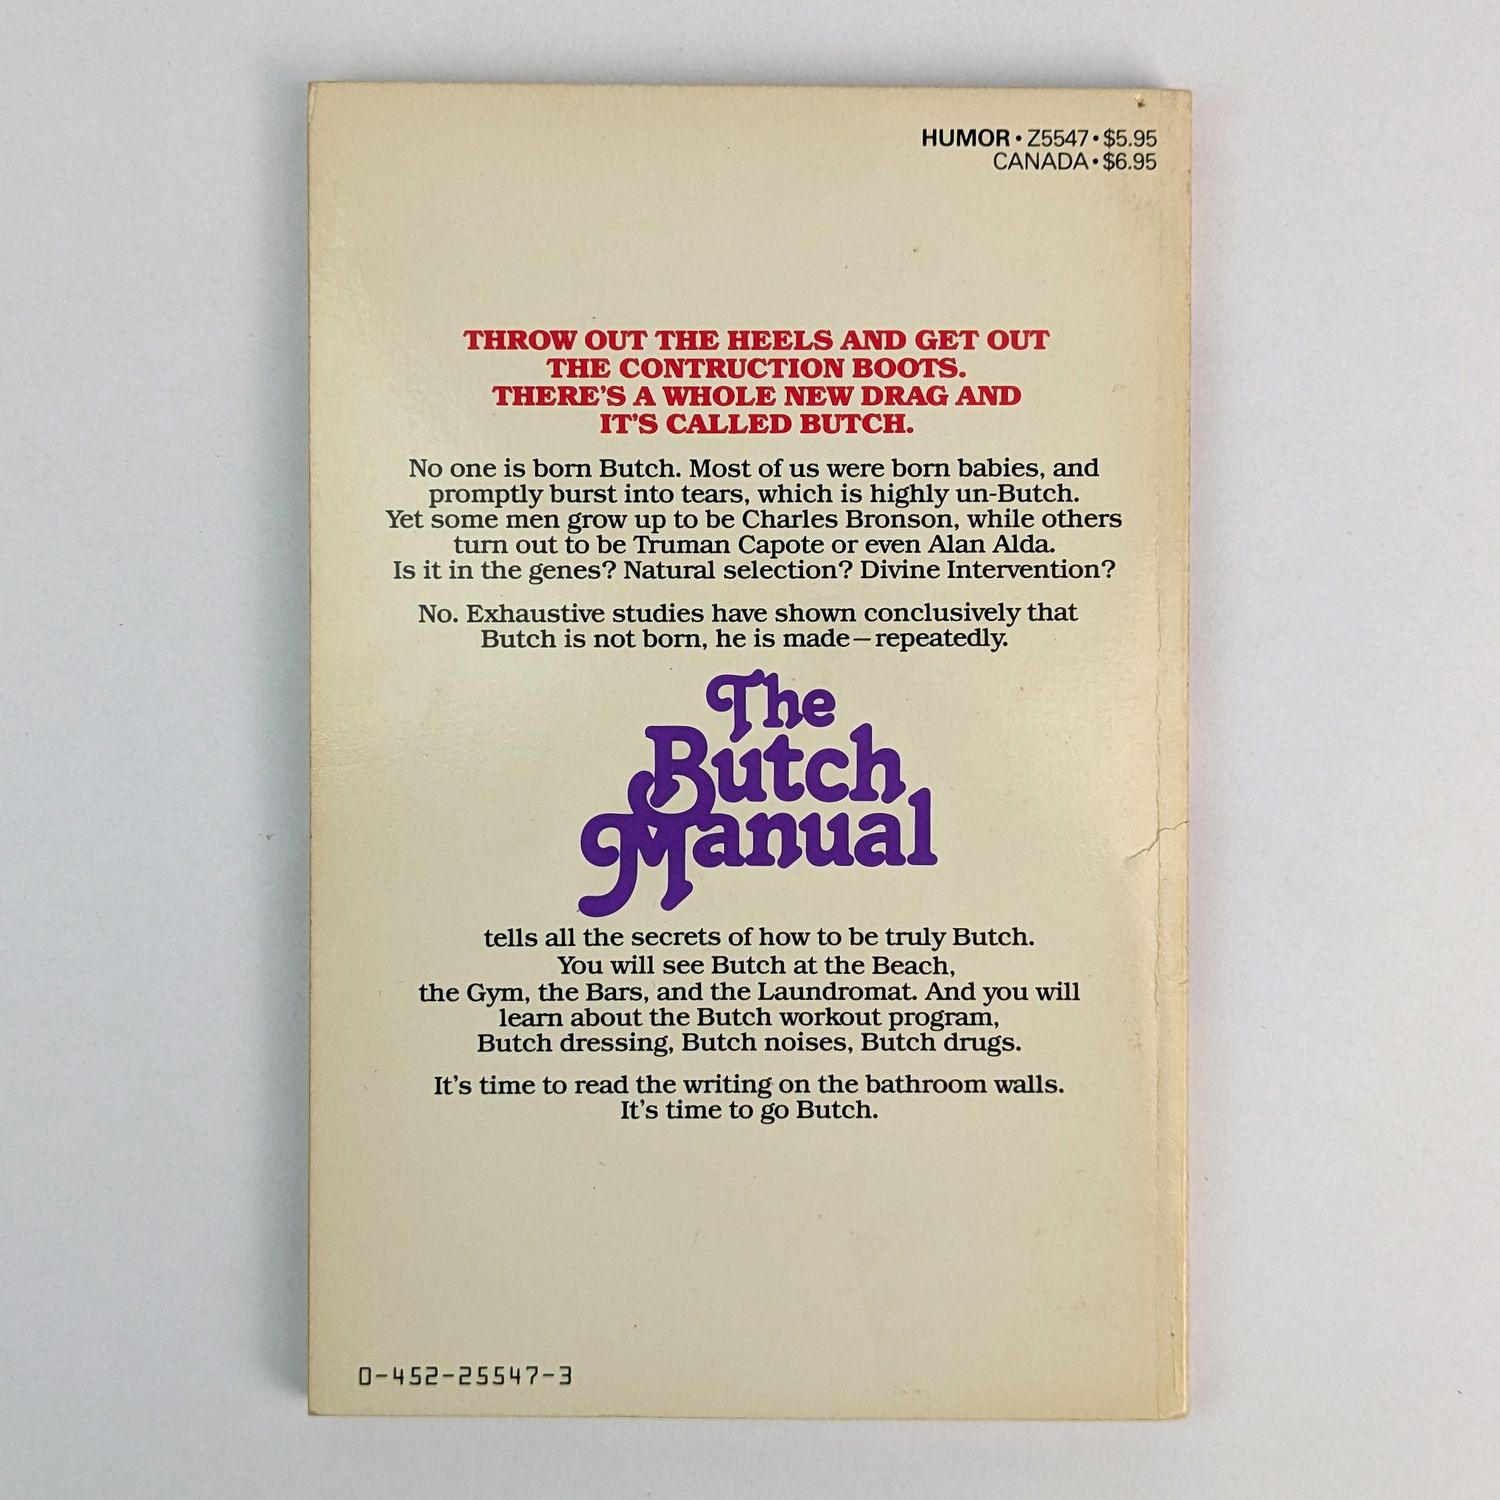 HUMOR • Z5547 • $5.95
CANADA • $6.95
THROW OUT THE HEELS AND GET OUT
THE CONTRUCTION BOOTS.
THERE'S A WHOLE NEW DRAG AND
IT'S CALLED BUTCH.
No one is born Butch. Most of us were born babies, and
promptly burst into tears, which is highly un-Butch.
Yet some men grow up to be Charles Bronson, while others
turn out to be Truman Capote or even Alan Alda.
Is it in the genes? Natural selection? Divine Intervention?
No. Exhaustive studies have shown conclusively that
Butch is not born, he is made—repeatedly.
The
Butch
Manual
tells all the secrets of how to be truly Butch.
You will see Butch at the Beach,
the Gym, the Bars, and the Laundromat. And you will
learn about the Butch workout program,
Butch dressing, Butch noises, Butch drugs.
It's time to read the writing on the bathroom walls.
It's time to go Butch.
0-452-25547-3